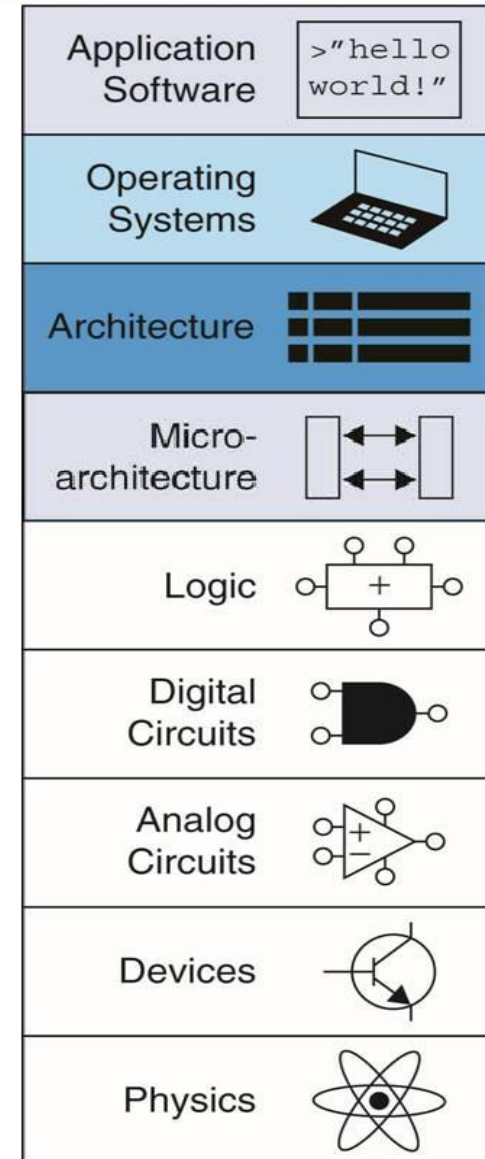 Application
Software
>"hello
world!"
Operating
Systems
Architecture
Micro-
architecture
Logic
+
Digital
Circuits
Analog
Circuits
+
−
Devices
Physics